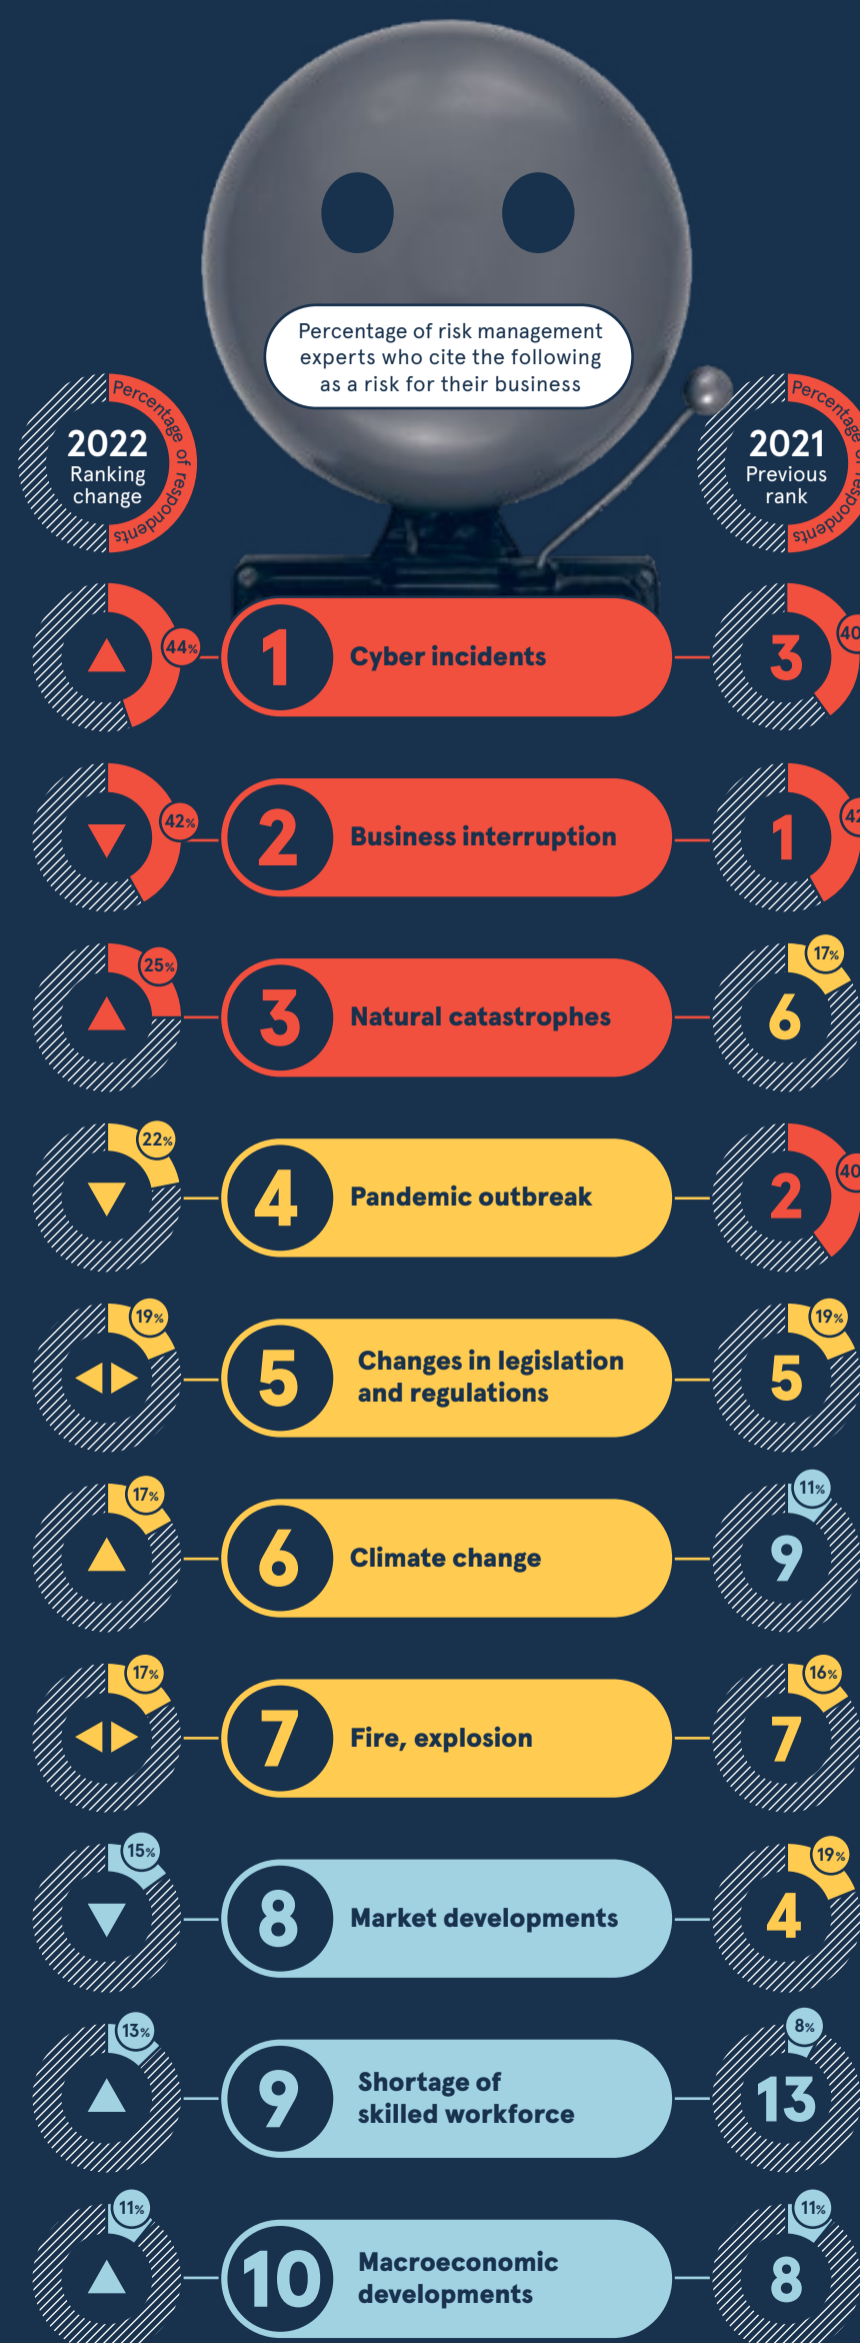 Percentage of risk management
experts who cite the following
as a risk for their business
2022
Ranking
change
Percentage of respondents
2021
Previous
rank
Percentage of respondents
44%
1
Cyber incidents
3
40
42%
2
Business interruption
1
42
25%
3
Natural catastrophes
17%
6
22%
4
Pandemic outbreak
2
40
19%
5
Changes in legislation
and regulations
19%
5
17%
6
Climate change
11%
9
17%
7
Fire, explosion
16%
7
15%
8
Market developments
19%
4
13%
9
Shortage of
skilled workforce
8%
13
11%
10
Macroeconomic
developments
11%
8